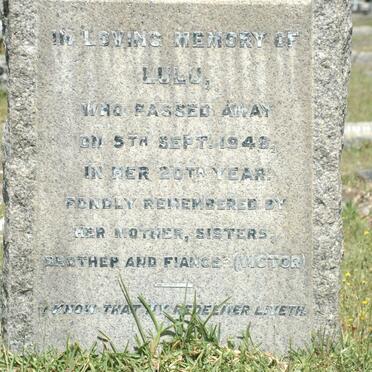 IN LOVING MEMORY OF
LULU,
WHO PASSED AWAY
ON 5TH SEPT. 1948,
IN HER 20TH YEAR.
FONDLY REMEMBERED BY
HER MOTHER, SISTERS,
BROTHER AND FIANCE (VICTOR)
I KNOW THAT MY REDEEMER LIVETH.